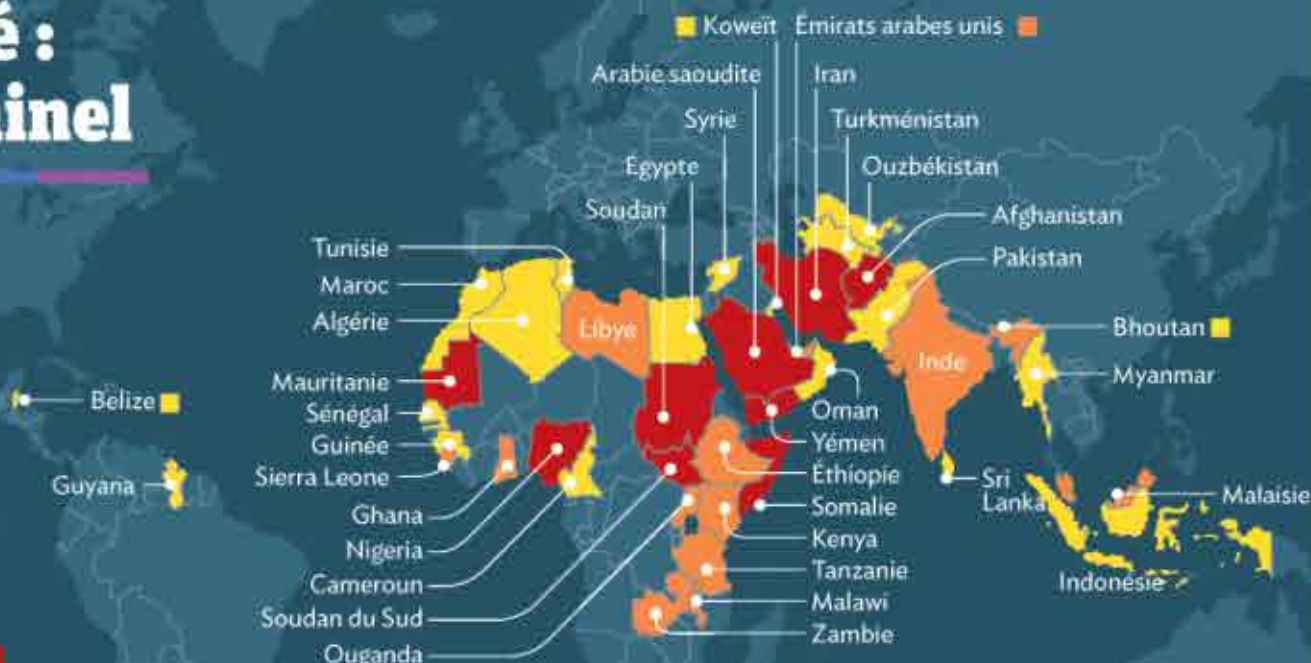 é :
inel
Koweït
Emirats arabes unis
Arabie saoudite
Iran
Syrie
Turkménistan
Egypte
Ouzbékistan
Soudan
Afghanistan
Tunisie
Pakistan
Maroc
Algérie
Libye
Bhoutan
Inde
Mauritanie
Myanmar
Belize
Sénégal
Oman
Guinée
Yémen
Sierra Leone
Éthiopie
Guyana
Sri
Lanka
Malaisie
Ghana
Somalie
Nigeria
Kenya
Cameroun
Tanzanie
Indonésie
Soudan du Sud
Malawi
Zambie
Ouganda